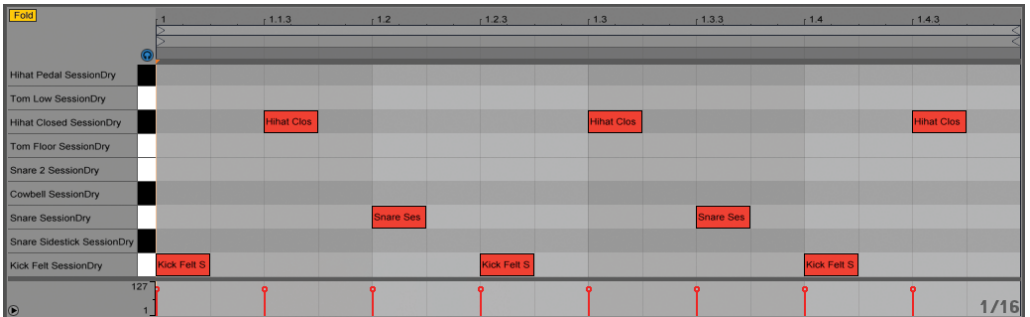 Fold
1 1.1.3 1.2 1.2.3 1.3 1.3.3 1.4 1.4.3
Hihat Pedal SessionDry
Tom Low SessionDry
Hihat Closed SessionDry Hihat Clos Hihat Clos Hihat Clos
Tom Floor SessionDry
Snare 2 SessionDry
Cowbell SessionDry
Snare SessionDry Snare Ses Snare Ses
Snare Sidestick SessionDry
Kick Felt SessionDry Kick Felt S Kick Felt S Kick Felt S
127
1 1/16